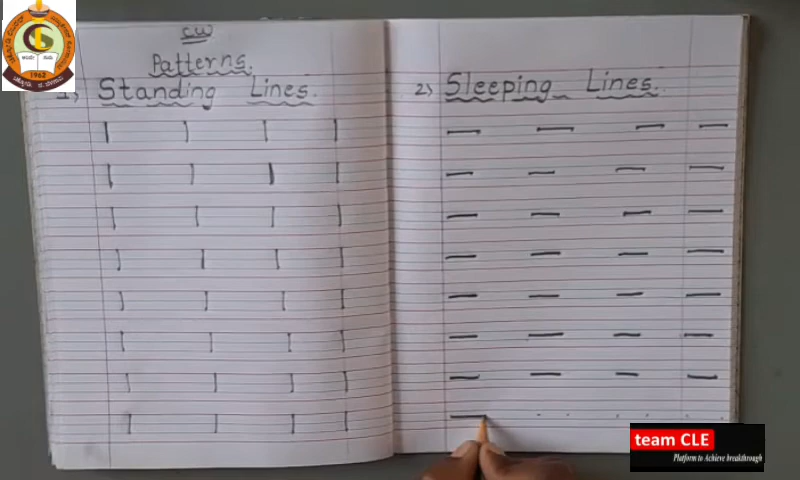 CW
Patterns.
1) Standing Lines.
2) Sleeping Lines.
1962
team CLE
Platform to Achieve breakthrough